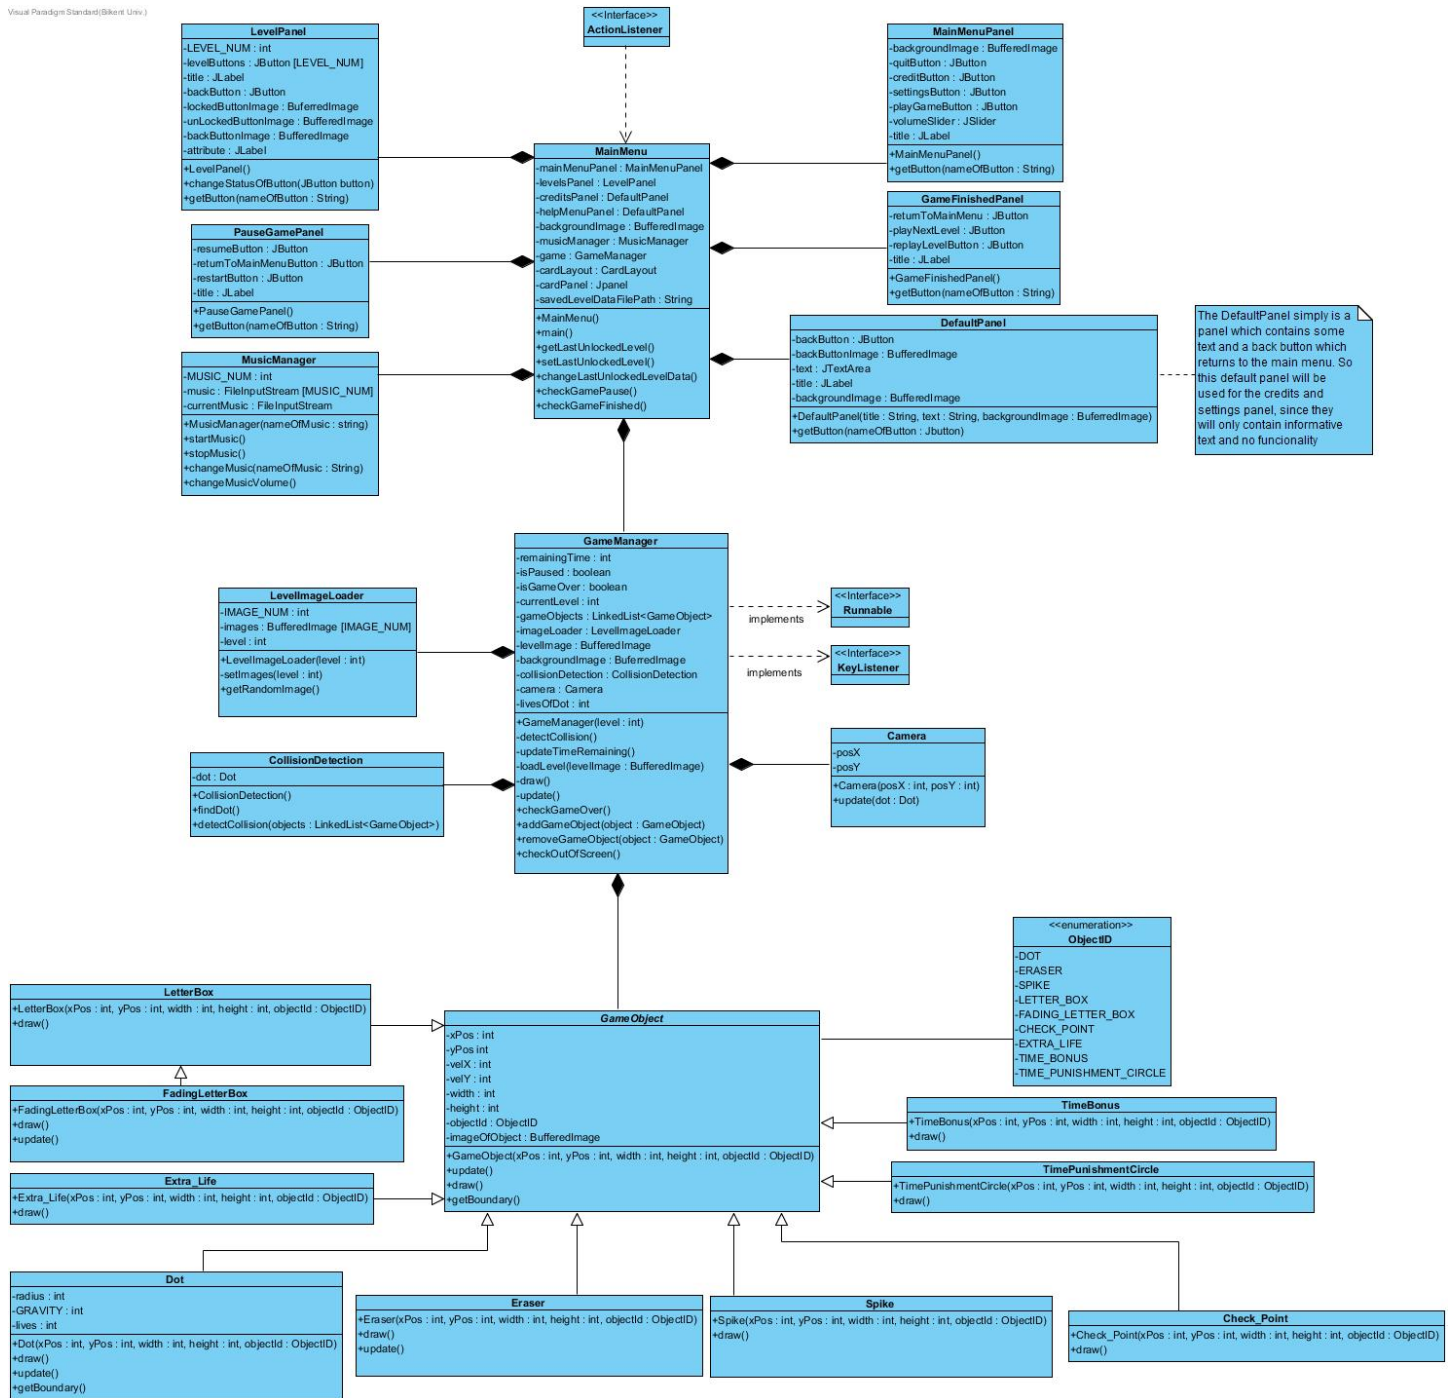 Visual Paradigm Standard(Bilkent Univ.)
LevelPanel
-LEVEL_NUM : int
-levelButtons : JButton [LEVEL_NUM]
-title : JLabel
-backButton : JButton
-lockedButtonImage : BuferredImage
-unLockedButtonImage : BufferedImage
-backButtonImage : BufferedImage
-attribute : JLabel
+LevelPanel()
+changeStatusOfButton(JButton button)
+getButton(nameOfButton : String)
<<Interface>>
ActionListener
MainMenuPanel
-backgroundImage : BufferedImage
-quitButton : JButton
-creditButton : JButton
-settingsButton : JButton
-playGameButton : JButton
-volumeSlider : JSlider
-title : JLabel
+MainMenuPanel()
+getButton(nameOfButton : String)
MainMenu
-mainMenuPanel : MainMenuPanel
-levelsPanel : LevelPanel
-creditsPanel : DefaultPanel
-helpMenuPanel : DefaultPanel
-backgroundImage : BufferedImage
-musicManager : MusicManager
-game : GameManager
-cardLayout : CardLayout
-cardPanel : Jpanel
-savedLevelDataFilePath : String
+MainMenu()
+main()
+getLastUnlockedLevel()
+setLastUnlockedLevel()
+changeLastUnlockedLevelData()
+checkGamePause()
+checkGameFinished()
GameFinishedPanel
-returnToMainMenu : JButton
-playNextLevel : JButton
-replayLevelButton : JButton
-title : JLabel
+GameFinishedPanel()
+getButton(nameOfButton : String)
PauseGamePanel
-resumeButton : JButton
-returnToMainMenuButton : JButton
-restartButton : JButton
-title : JLabel
+PauseGamePanel()
+getButton(nameOfButton : String)
DefaultPanel
-backButton : JButton
-backButtonImage : BufferedImage
-text : JTextArea
-title : JLabel
-backgroundImage : BufferedImage
+DefaultPanel(title : String, text : String, backgroundImage : BuferredImage)
+getButton(nameOfButton : Jbutton)
The DefaultPanel simply is a
panel which contains some
text and a back button which
returns to the main menu. So
this default panel will be
used for the credits and
settings panel, since they
will only contain informative
text and no funcionality
MusicManager
-MUSIC_NUM : int
-music : FileInputStream [MUSIC_NUM]
-currentMusic : FileInputStream
+MusicManager(nameOfMusic : string)
+startMusic()
+stopMusic()
+changeMusic(nameOfMusic : String)
+changeMusicVolume()
GameManager
-remainingTime : int
-isPaused : boolean
-isGameOver : boolean
-currentLevel : int
-gameObjects : LinkedList<GameObject>
-imageLoader : LevelImageLoader
-levelImage : BufferedImage
-backgroundImage : BuferredImage
-collisionDetection : CollisionDetection
-camera : Camera
-livesOfDot : int
+GameManager(level : int)
-detectCollision()
-updateTimeRemaining()
-loadLevel(levelImage : BufferedImage)
-draw()
-update()
+checkGameOver()
+addGameObject(object : GameObject)
+removeGameObject(object : GameObject)
+checkOutOfScreen()
LevelImageLoader
-IMAGE_NUM : int
-images : BufferedImage [IMAGE_NUM]
-level : int
+LevelImageLoader(level : int)
-setImages(level : int)
+getRandomImage()
<<Interface>>
Runnable
implements
<<Interface>>
KeyListener
implements
CollisionDetection
-dot : Dot
+CollisionDetection()
+findDot()
+detectCollision(objects : LinkedList<GameObject>)
Camera
-posX
-posY
+Camera(posX : int, posY : int)
+update(dot : Dot)
<<enumeration>>
ObjectID
-DOT
-ERASER
-SPIKE
-LETTER_BOX
-FADING_LETTER_BOX
-CHECK_POINT
-EXTRA_LIFE
-TIME_BONUS
-TIME_PUNISHMENT_CIRCLE
LetterBox
+LetterBox(xPos : int, yPos : int, width : int, height : int, objectId : ObjectID)
+draw()
GameObject
-xPos : int
-yPos int
-velX : int
-velY : int
-width : int
-height : int
-objectId : ObjectID
-imageOfObject : BufferedImage
+GameObject(xPos : int, yPos : int, width : int, height : int, objectId : ObjectID)
+update()
+draw()
+getBoundary()
FadingLetterBox
+FadingLetterBox(xPos : int, yPos : int, width : int, height : int, objectId : ObjectID)
+draw()
+update()
TimeBonus
+TimeBonus(xPos : int, yPos : int, width : int, height : int, objectId : ObjectID)
+draw()
Extra_Life
+Extra_Life(xPos : int, yPos : int, width : int, height : int, objectId : ObjectID)
+draw()
TimePunishmentCircle
+TimePunishmentCircle(xPos : int, yPos : int, width : int, height : int, objectId : ObjectID)
+draw()
Dot
-radius : int
-GRAVITY : int
-lives : int
+Dot(xPos : int, yPos : int, width : int, height : int, objectId : ObjectID)
+draw()
+update()
+getBoundary()
Eraser
+Eraser(xPos : int, yPos : int, width : int, height : int, objectId : ObjectID)
+draw()
+update()
Spike
+Spike(xPos : int, yPos : int, width : int, height : int, objectId : ObjectID)
+draw()
Check_Point
+Check_Point(xPos : int, yPos : int, width : int, height : int, objectId : ObjectID)
+draw()